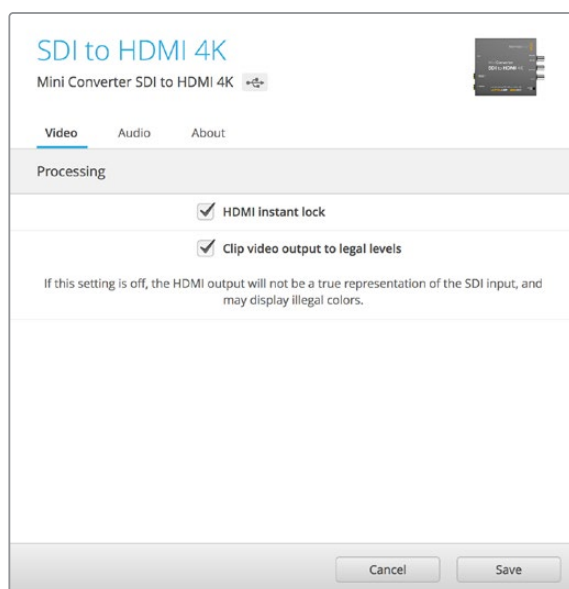 SDI to HDMI 4K
Mini Converter SDI to HDMI 4K
Video Audio About
Processing
HDMI instant lock
Clip video output to legal levels
If this setting is off, the HDMI output will not be a true representation of the SDI input, and
may display illegal colors.
Cancel Save